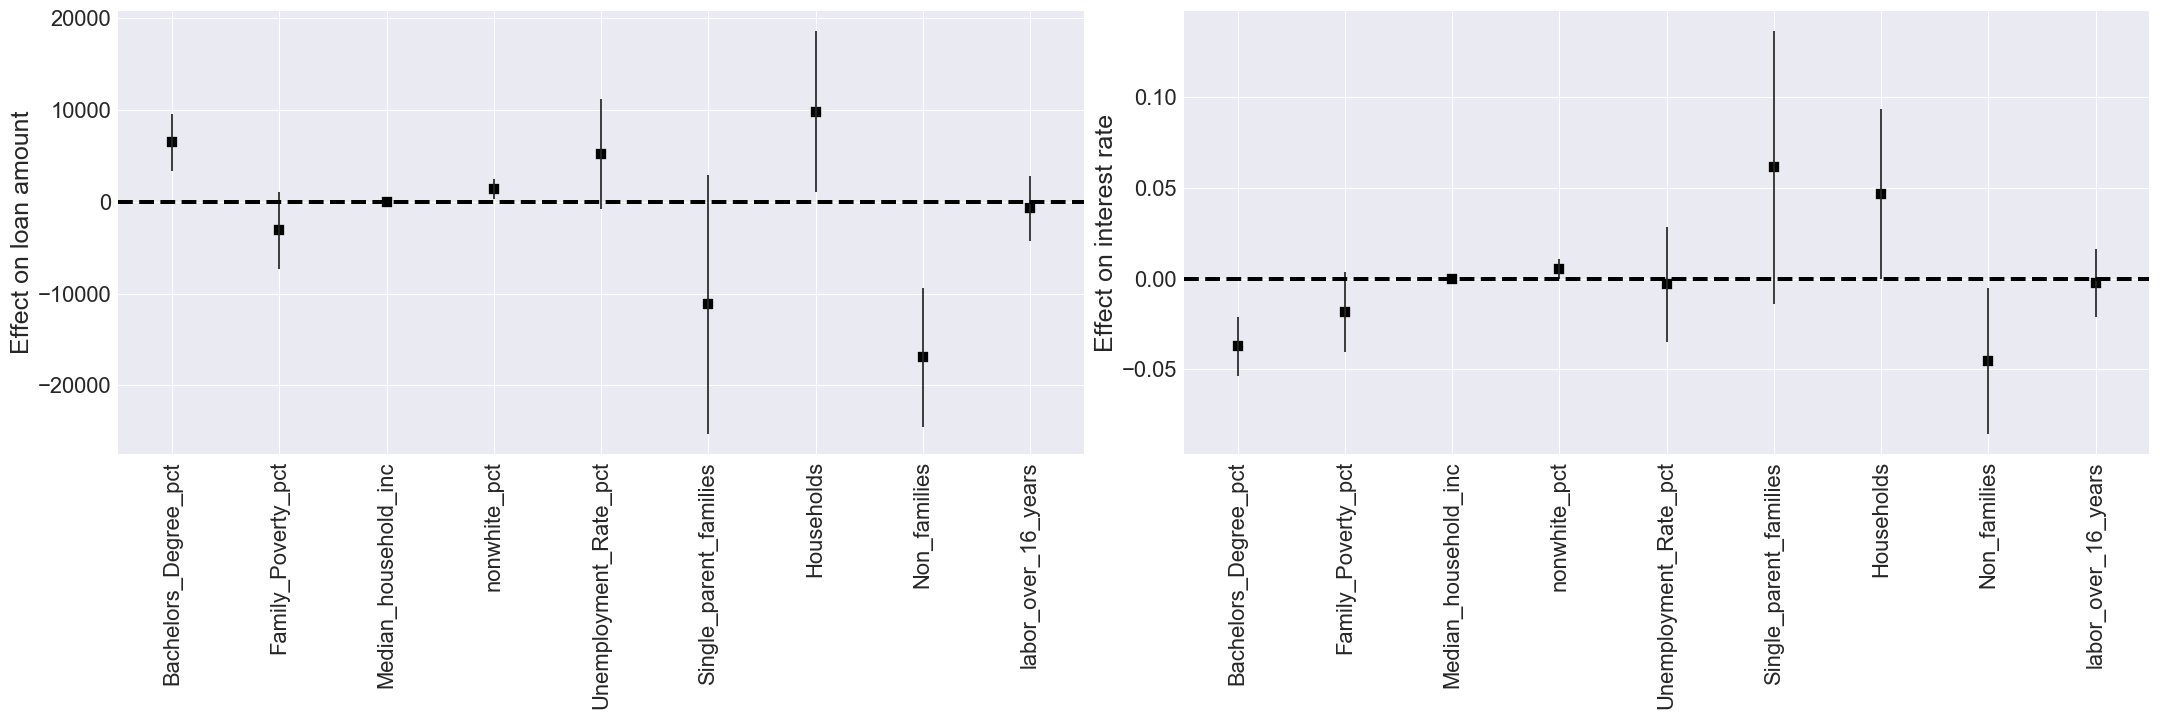 Effect on loan amount
20000
10000
0
−10000
−20000
Bachelors_Degree_pct
Family_Poverty_pct
Median_household_inc
nonwhite_pct
Unemployment_Rate_pct
Single_parent_families
Households
Non_families
labor_over_16_years
Effect on interest rate
0.10
0.05
0.00
−0.05
Bachelors_Degree_pct
Family_Poverty_pct
Median_household_inc
nonwhite_pct
Unemployment_Rate_pct
Single_parent_families
Households
Non_families
labor_over_16_years